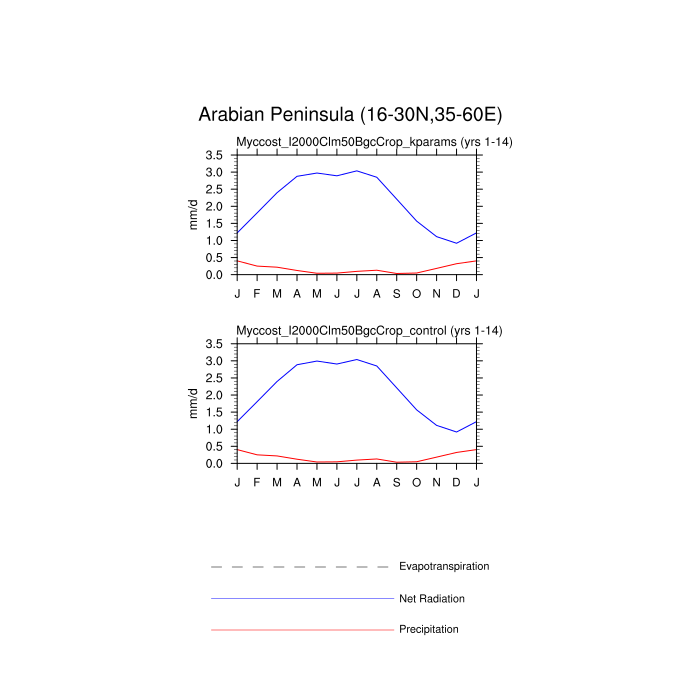 Arabian Peninsula (16-30N,35-60E)
Myccost_I2000Clm50BgcCrop_kparams (yrs 1-14)
3.5
3.0
2.5
2.0
1.5
1.0
0.5
0.0
mm/d
J F M A M J J A S O N D J
Myccost_I2000Clm50BgcCrop_control (yrs 1-14)
3.5
3.0
2.5
2.0
1.5
1.0
0.5
0.0
mm/d
J F M A M J J A S O N D J
Evapotranspiration
Net Radiation
Precipitation